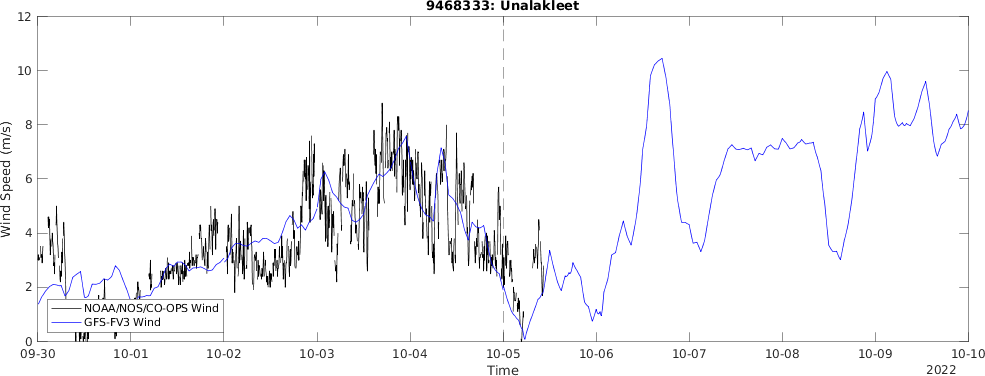 9468333: Unalakleet
Wind Speed (m/s)
12
10
8
6
4
2
0
NOAA/NOS/CO-OPS Wind
GFS-FV3 Wind
09-30 10-01 10-02 10-03 10-04 10-05 10-06 10-07 10-08 10-09 10-10
Time
2022